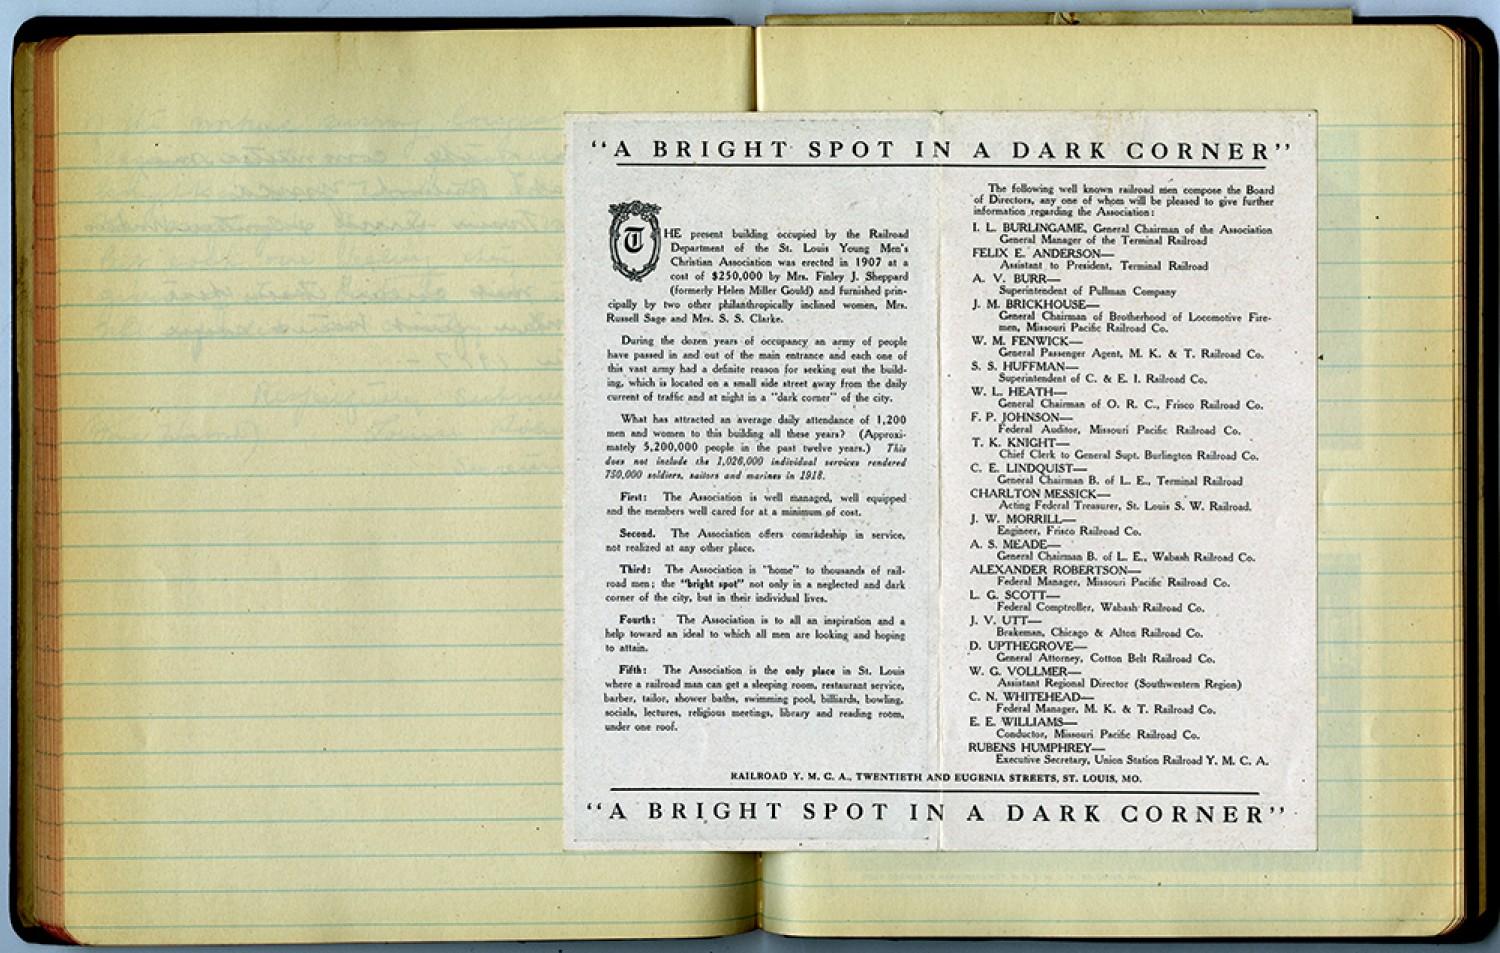 "A BRIGHT SPOT IN A DARK CORNER"
THE present building occupied by the Railroad
Department of the St. Louis Young Men's
Christian Association was erected in 1907 at a
cost of $250,000 by Mrs. Finley J. Sheppard
(formerly Helen Miller Gould) and furnished prin-
cipally by two other philanthropically inclined women, Mrs.
Russell Sage and Mrs. S. S. Clarke.
During the dozen years of occupancy an army of people
have passed in and out of the main entrance and each one of
this vast army had a definite reason for seeking out the build-
ing, which is located on a small side street away from the daily
current of traffic and at night in a "dark corner" of the city.
What has attracted an average daily attendance of 1,200
men and women to this building all these years? (Approxi-
mately 5,200,000 people in the past twelve years.) This
does not include the 1,026,000 individual services rendered
750,000 soldiers, sailors and marines in 1918.
First: The Association is well managed, well equipped
and the members well cared for at a minimum of cost.
Second. The Association offers comradeship in service,
not realized at any other place.
Third: The Association is "home" to thousands of rail-
road men; the "bright spot" not only in a neglected and dark
corner of the city, but in their individual lives.
Fourth: The Association is to all an inspiration and a
help toward an ideal to which all men are looking and hoping
to attain.
Fifth: The Association is the only place in St. Louis
where a railroad man can get a sleeping room, restaurant service,
barber, tailor, shower baths, swimming pool, billiards, bowling,
socials, lectures, religious meetings, library and reading room,
under one roof.
The following well known railroad men compose the Board
of Directors, any one of whom will be pleased to give further
information regarding the Association:
I. L. BURLINGAME, General Chairman of the Association
General Manager of the Terminal Railroad
FELIX E. ANDERSON—
Assistant to President, Terminal Railroad
A. V. BURR—
Superintendent of Pullman Company
J. M. BRICKHOUSE—
General Chairman of Brotherhood of Locomotive Fire-
men, Missouri Pacific Railroad Co.
W. M. FENWICK—
General Passenger Agent, M. K. & T. Railroad Co.
S. S. HUFFMAN—
Superintendent of C. & E. I. Railroad Co.
W. L. HEATH—
General Chairman of O. R. C., Frisco Railroad Co.
F. P. JOHNSON—
Federal Auditor, Missouri Pacific Railroad Co.
T. K. KNIGHT—
Chief Clerk to General Supt. Burlington Railroad Co.
C. E. LINDQUIST—
General Chairman B. of L. E., Terminal Railroad
CHARLTON MESSICK—
Acting Federal Treasurer, St. Louis S. W. Railroad.
J. W. MORRILL—
Engineer, Frisco Railroad Co.
A. S. MEADE—
General Chairman B. of L. E., Wabash Railroad Co.
ALEXANDER ROBERTSON—
Federal Manager, Missouri Pacific Railroad Co.
L. G. SCOTT—
Federal Comptroller, Wabash Railroad Co.
J. V. UTT—
Brakeman, Chicago & Alton Railroad Co.
D. UPTHEGROVE—
General Attorney, Cotton Belt Railroad Co.
W. G. VOLLMER—
Assistant Regional Director (Southwestern Region)
C. N. WHITEHEAD—
Federal Manager, M. K. & T. Railroad Co.
E. E. WILLIAMS—
Conductor, Missouri Pacific Railroad Co.
RUBENS HUMPHREY—
Executive Secretary, Union Station Railroad Y. M. C. A.
RAILROAD Y. M. C. A., TWENTIETH AND EUGENIA STREETS, ST. LOUIS, MO.
"A BRIGHT SPOT IN A DARK CORNER"